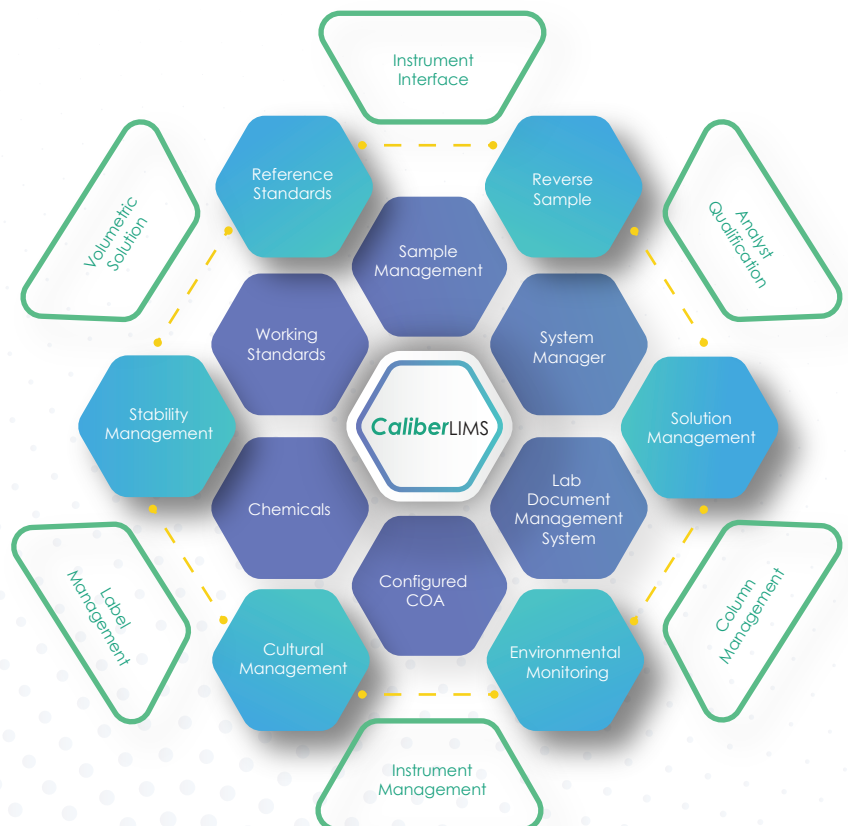 Instrument
Interface
Reference
Standards
Reverse
Sample
Volumetric
Solution
Analyst
Qualification
Sample
Management
Working
Standards
System
Manager
Stability
Management
CaliberLIMS
Solution
Management
Chemicals
Lab
Document
Management
System
Label
Management
Configured
COA
Column
Management
Cultural
Management
Environmental
Monitoring
Instrument
Management